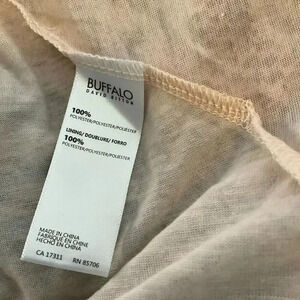 BUFFALO
DAVID BITTON
100%
POLYESTER/POLYESTER/POLIESTER
LINING/DOUBLURE/FORRO
100%
POLYESTER/POLYESTER/POLIESTER
MADE IN CHINA
FABRIQUE EN CHINE
HECHO EN CHINA
CA 17311 RN 85706